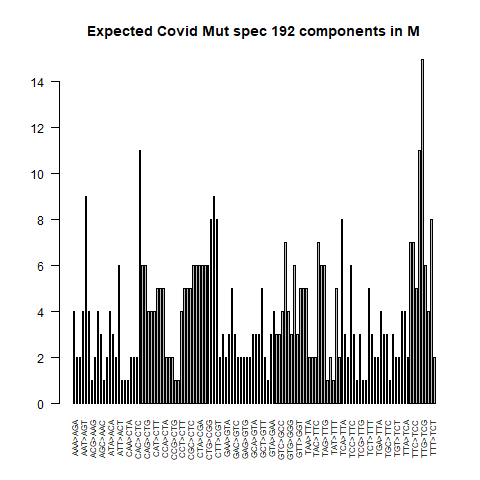 Expected Covid Mut spec 192 components in M
14
12
10
8
6
4
2
0
AAA>AGA
AAT>AGT
ACG>AAG
AGC>AAC
ATA>ACA
ATT>ACT
CAA>CTA
CAC>CTC
CAG>CTG
CAT>CTT
CCA>CTA
CCG>CTG
CCT>CTT
CGC>CTC
CTA>CGA
CTG>CGG
CTT>CGT
GAA>GTA
GAC>GTC
GAG>GTG
GCA>GTA
GCT>GTT
GTA>GAA
GTC>GCC
GTG>GGG
GTT>GGT
TAA>TTA
TAC>TTC
TAG>TTG
TAT>TTT
TCA>TTA
TCC>TTC
TCG>TTG
TCT>TTT
TGA>TTA
TGC>TTC
TGT>TCT
TTA>TCA
TTC>TCC
TTG>TCG
TTT>TCT